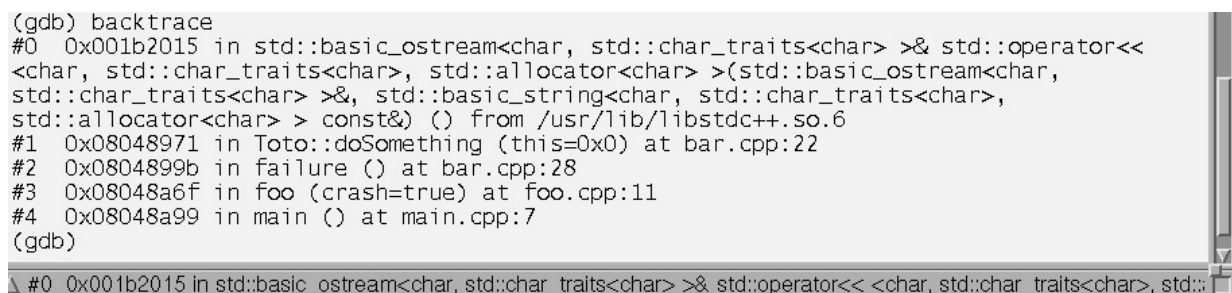 (gdb) backtrace
#0  0x001b2015 in std::basic_ostream<char, std::char_traits<char> >& std::operator<<
<char, std::char_traits<char>, std::allocator<char> >(std::basic_ostream<char,
std::char_traits<char> >&, std::basic_string<char, std::char_traits<char>,
std::allocator<char> > const&) () from /usr/lib/libstdc++.so.6
#1  0x08048971 in Toto::doSomething (this=0x0) at bar.cpp:22
#2  0x0804899b in failure () at bar.cpp:28
#3  0x08048a6f in foo (crash=true) at foo.cpp:11
#4  0x08048a99 in main () at main.cpp:7
(gdb)
#0  0x001b2015 in std::basic_ostream<char, std::char_traits<char> >& std::operator<< <char, std::char_traits<char>, std::